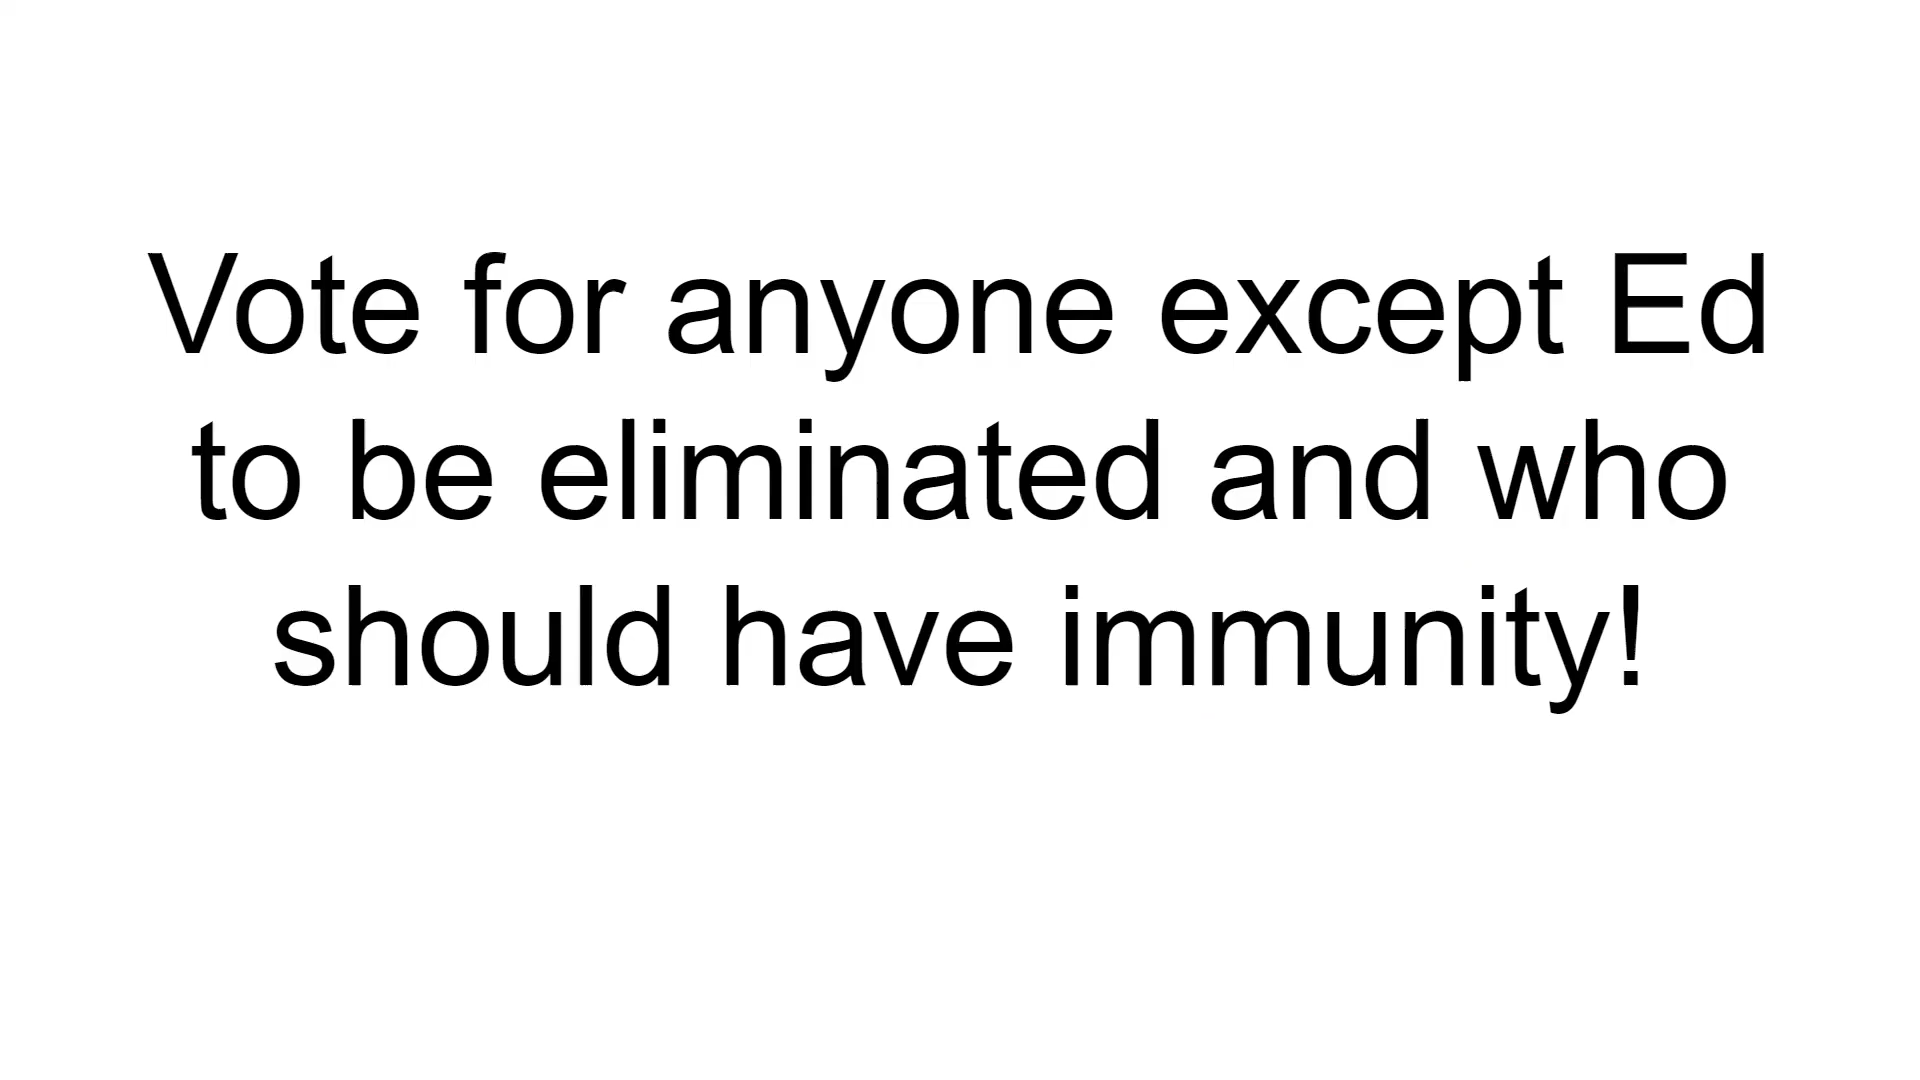 Vote for anyone except Ed
to be eliminated and who
should have immunity!